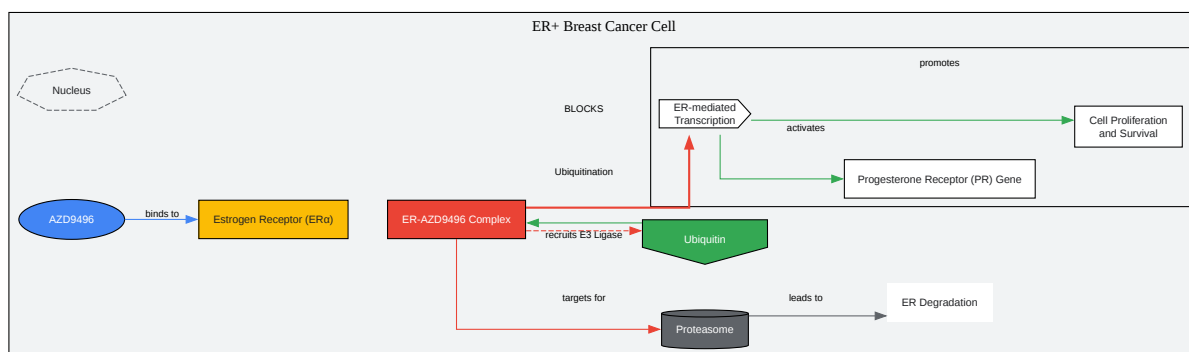 ER+ Breast Cancer Cell
promotes
Nucleus
BLOCKS
ER-mediated
Transcription
activates
Cell Proliferation
and Survival
Ubiquitination
Progesterone Receptor (PR) Gene
AZD9496
binds to
Estrogen Receptor (ERα)
ER-AZD9496 Complex
recruits E3 Ligase
Ubiquitin
targets for
leads to
ER Degradation
Proteasome